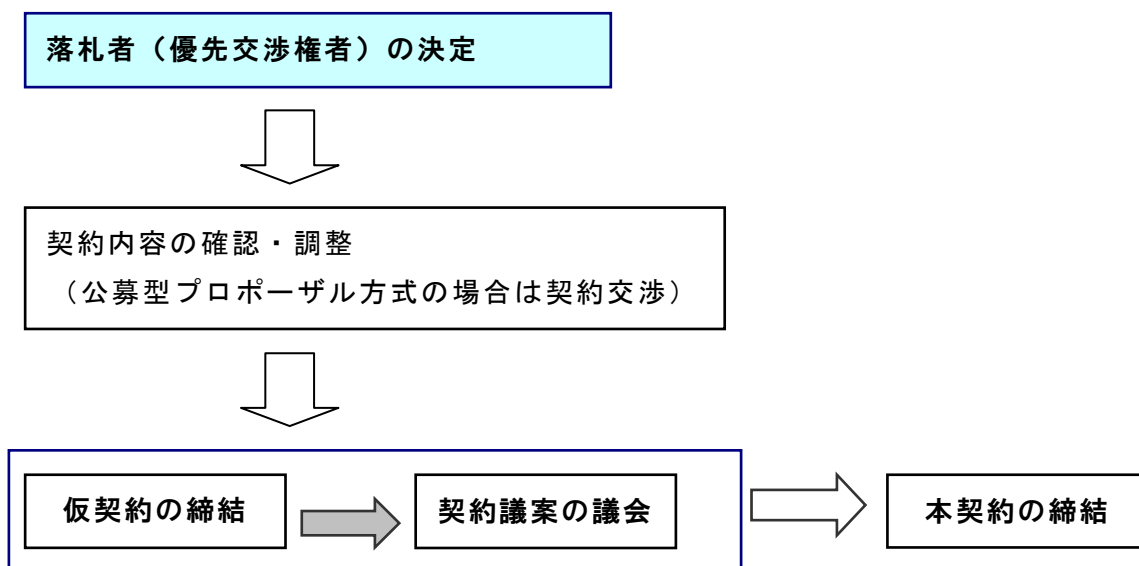 落札者（優先交渉権者）の決定
契約内容の確認・調整
（公募型プロポーザル方式の場合は契約交渉）
仮契約の締結
契約議案の議会
本契約の締結